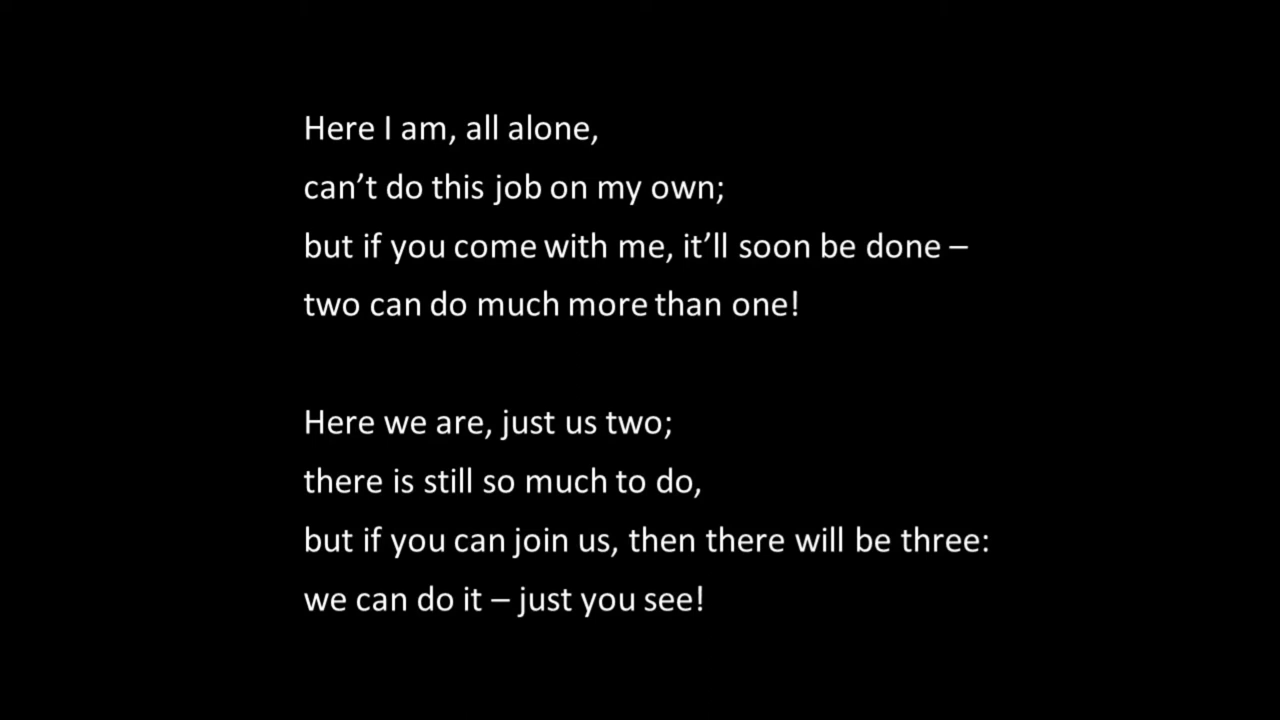 Here I am, all alone,
can’t do this job on my own;
but if you come with me, it’ll soon be done –
two can do much more than one!
Here we are, just us two;
there is still so much to do,
but if you can join us, then there will be three:
we can do it – just you see!